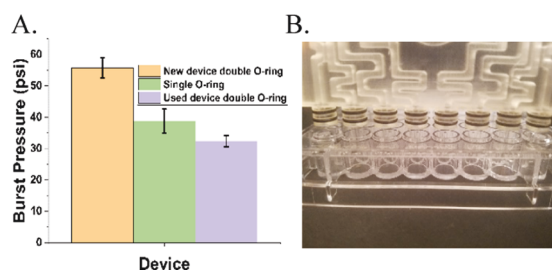 A.
B.
Burst Pressure (psi)
60
50
40
30
30
10
0
New device double O-ring
Single O-ring
Used device double O-ring
Device